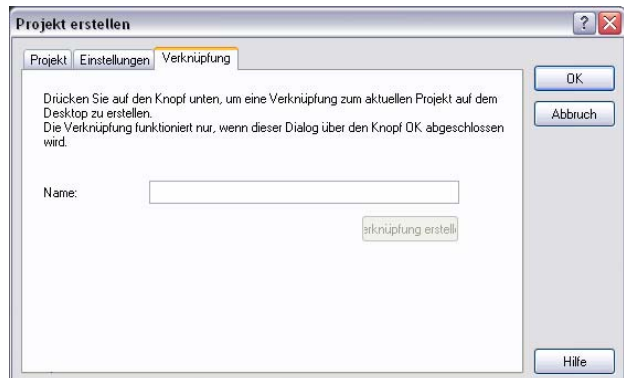 Projekt erstellen
Projekt Einstellungen Verknüpfung
OK
Drücken Sie auf den Knopf unten, um eine Verknüpfung zum aktuellen Projekt auf dem
Desktop zu erstellen.
Abbruch
Die Verknüpfung funktioniert nur, wenn dieser Dialog über den Knopf OK abgeschlossen
wird.
Name:
erknüpfung erstell
Hilfe